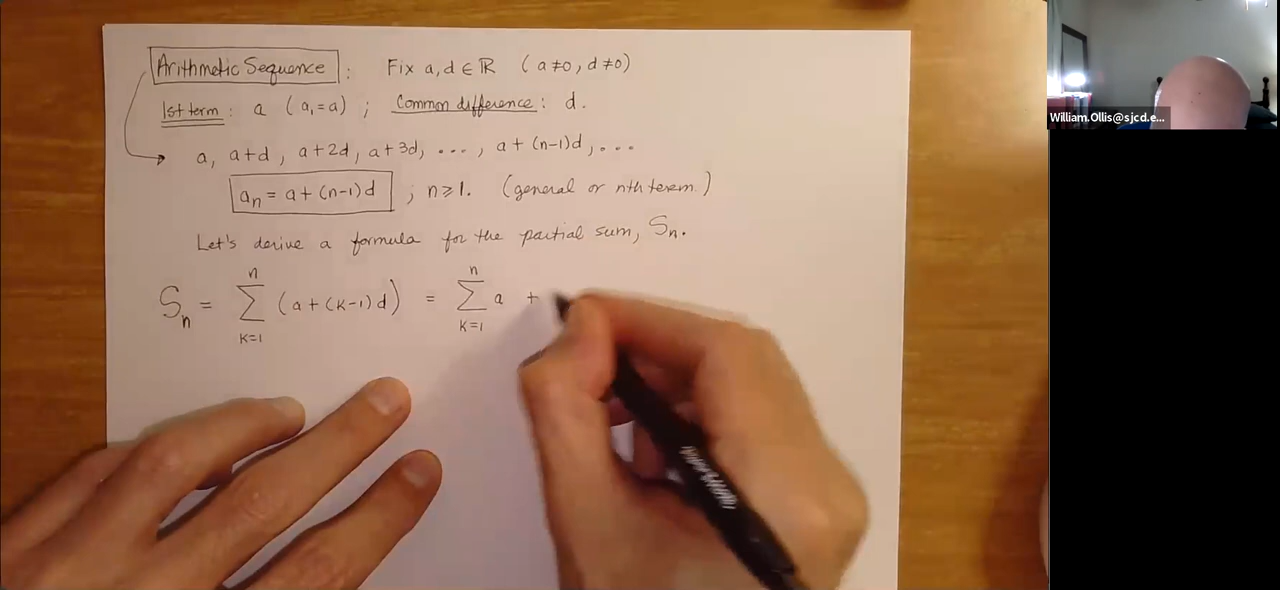 Arithmetic Sequence : Fix a, d ∈ ℝ (a≠0, d≠0)
1st term : a (a₁=a) ; Common difference : d.
a, a+d, a+2d, a+3d, ..., a+(n-1)d, ...
aₙ = a+(n-1)d ; n≥1. (general or nth term.)
Let's derive a formula for the partial sum, Sₙ.
Sₙ = ∑ₖ₌₁ⁿ (a+(k-1)d) = ∑ₖ₌₁ⁿ a +
William.Ollis@sjcd.e...